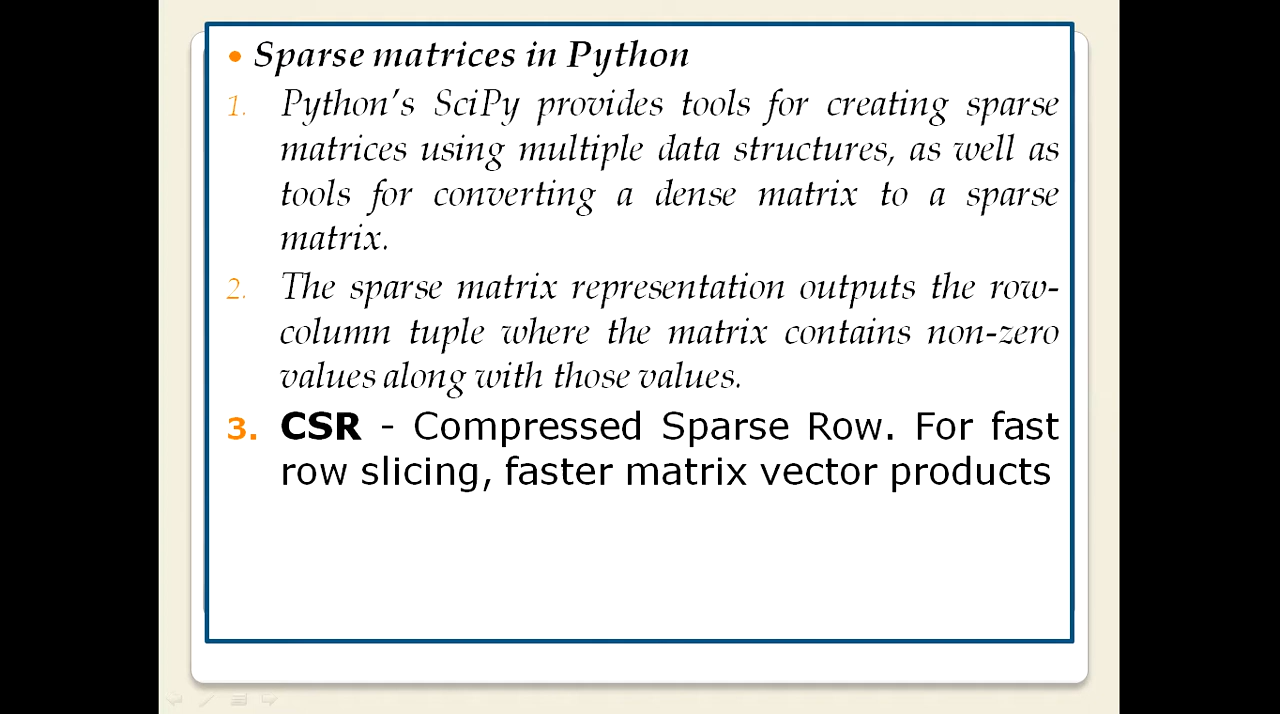 • Sparse matrices in Python
1. Python's SciPy provides tools for creating sparse
matrices using multiple data structures, as well as
tools for converting a dense matrix to a sparse
matrix.
2. The sparse matrix representation outputs the row-
column tuple where the matrix contains non-zero
values along with those values.
3. CSR - Compressed Sparse Row. For fast
row slicing, faster matrix vector products